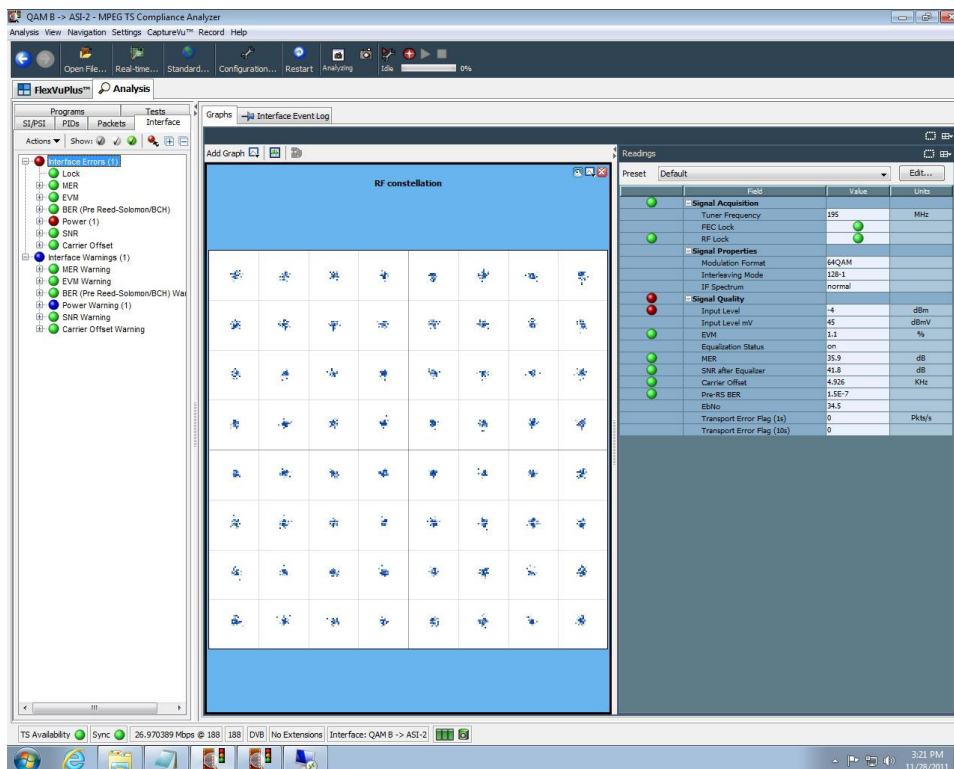 QAM B -> ASI-2 - MPEG TS Compliance Analyzer
Analysis View Navigation Settings CaptureVu™ Record Help
Open File... Real-time... Standard... Configuration... Restart Analyzing Idle 0%
FlexVuPlus™ Analysis
Programs Tests
SI/PSI PIDs Packets Interface
Actions Show:
Interface Errors (1)
Lock
MER
EVM
BER (Pre Reed-Solomon/BCH)
Power (1)
SNR
Carrier Offset
Interface Warnings (1)
MER Warning
EVM Warning
BER (Pre Reed-Solomon/BCH) Wai
Power Warning (1)
SNR Warning
Carrier Offset Warning
Graphs Interface Event Log
Add Graph
RF constellation
Readings
Preset Default Edit...
Field Value Units
Signal Acquisition
Tuner Frequency 195 MHz
FEC Lock
RF Lock
Signal Properties
Modulation Format 64QAM
Interleaving Mode 128-1
IF Spectrum normal
Signal Quality
Input Level -4 dBm
Input Level mV 45 dBmV
EVM 1.1 %
Equalization Status on
MER 35.9 dB
SNR after Equalizer 41.8 dB
Carrier Offset 4.926 KHz
Pre-RS BER 1.5E-7
EbNo 34.5
Transport Error Flag (1s) 0 Pkts/s
Transport Error Flag (10s) 0
TS Availability Sync 26.970389 Mbps @ 188 188 DVB No Extensions Interface: QAM B -> ASI-2
3:21 PM
11/28/2011